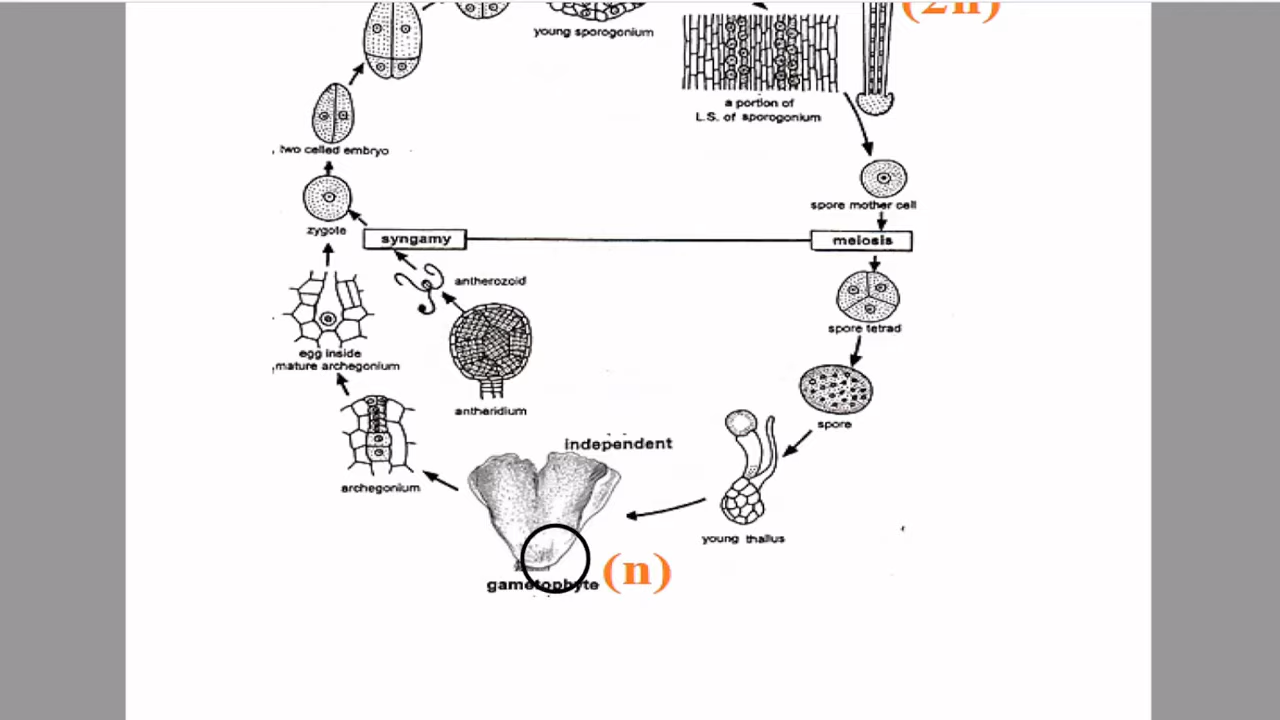 (2n)
young sporogonium
a portion of
L.S. of sporogonium
two celled embryo
spore mother cell
zygote
syngamy
meiosis
antherozoid
spore tetrad
egg inside
mature archegonium
antheridium
spore
independent
archegonium
young thallus
(n)
gametophyte